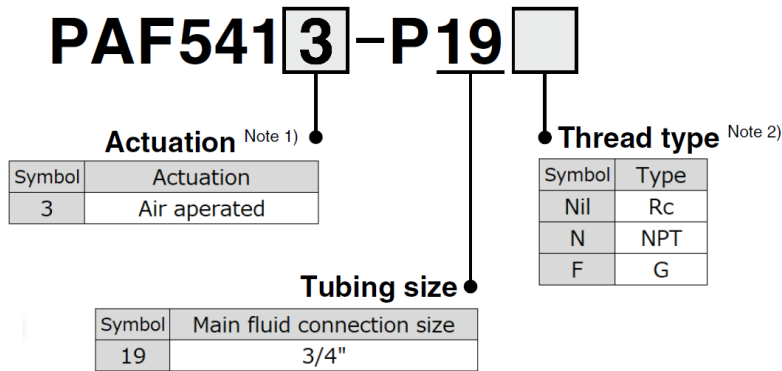 PAF5413-P19
Actuation Note 1)
Symbol Actuation
3 Air aperated
Thread type Note 2)
Symbol Type
Nil Rc
N NPT
F G
Tubing size
Symbol Main fluid connection size
19 3/4"